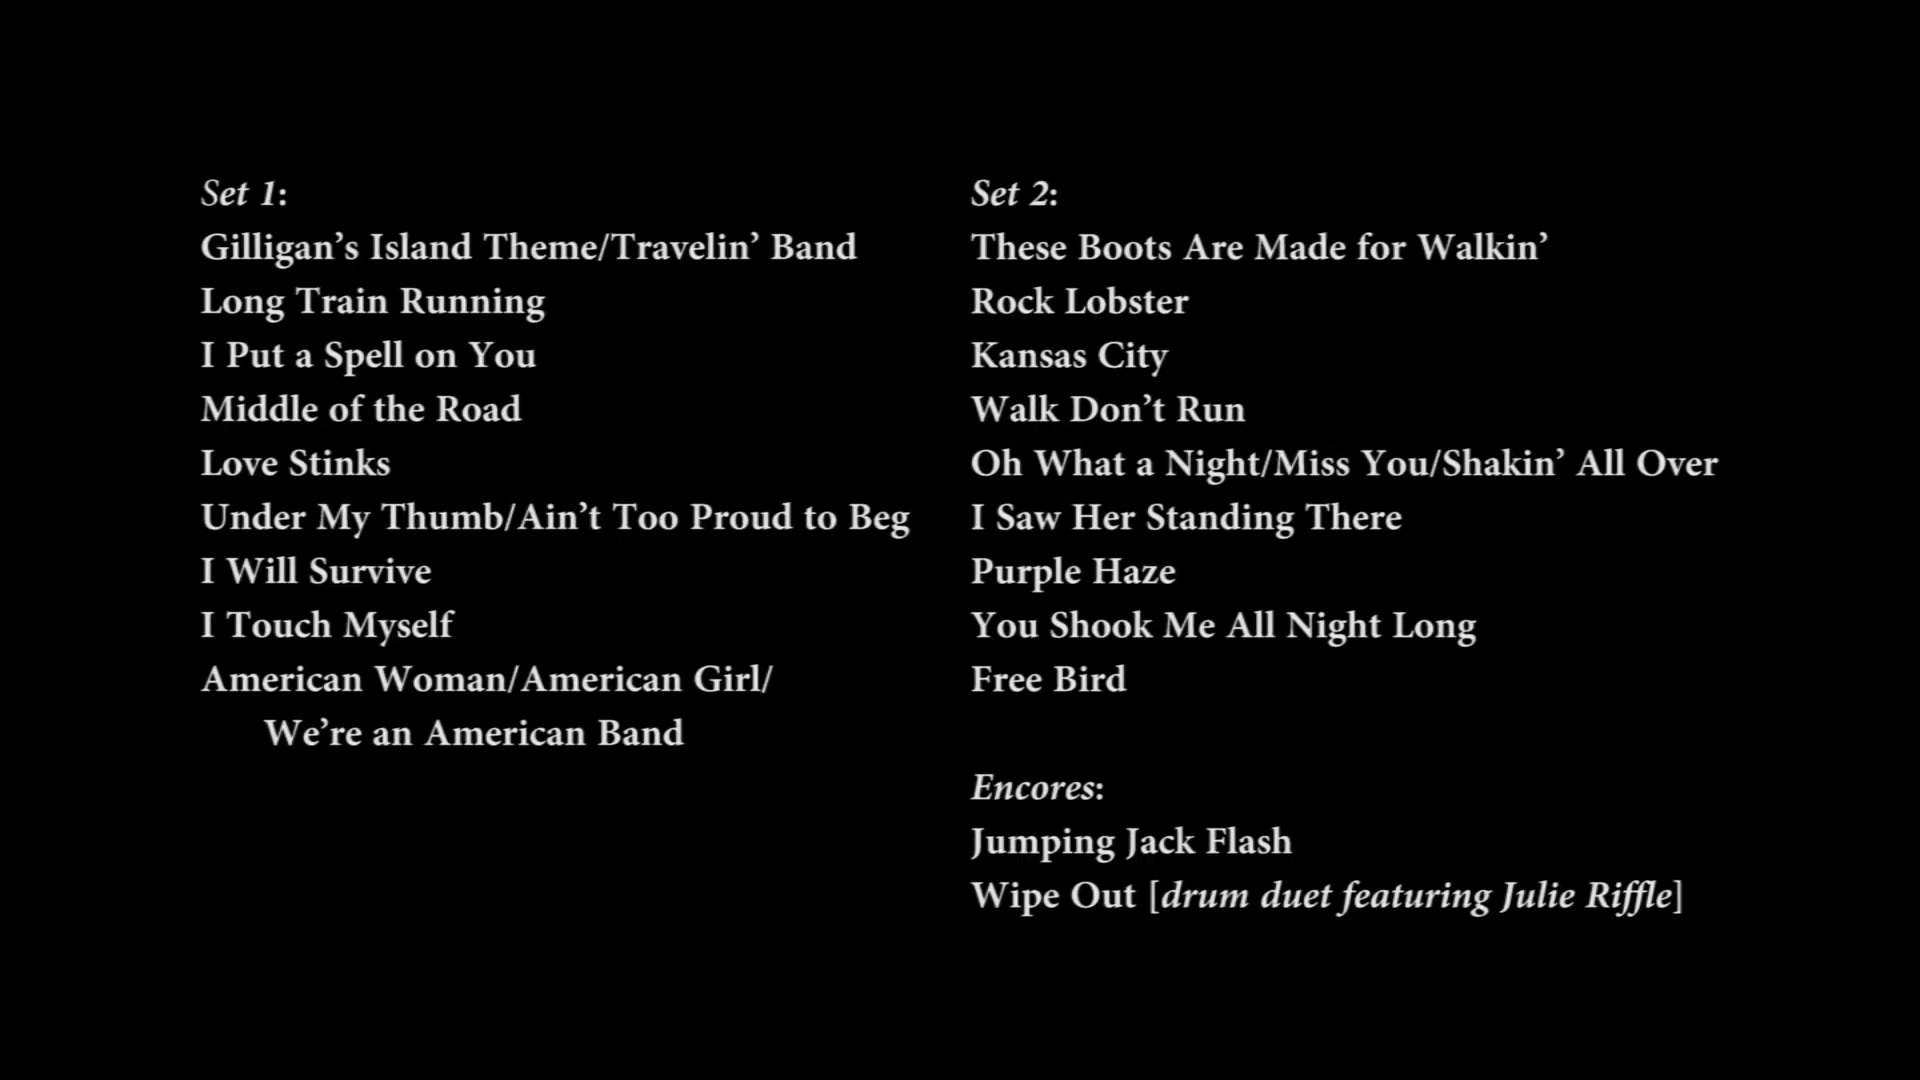 Set 1:
Gilligan’s Island Theme/Travelin’ Band
Long Train Running
I Put a Spell on You
Middle of the Road
Love Stinks
Under My Thumb/Ain’t Too Proud to Beg
I Will Survive
I Touch Myself
American Woman/American Girl/
We’re an American Band
Set 2:
These Boots Are Made for Walkin’
Rock Lobster
Kansas City
Walk Don’t Run
Oh What a Night/Miss You/Shakin’ All Over
I Saw Her Standing There
Purple Haze
You Shook Me All Night Long
Free Bird
Encores:
Jumping Jack Flash
Wipe Out [drum duet featuring Julie Riffle]